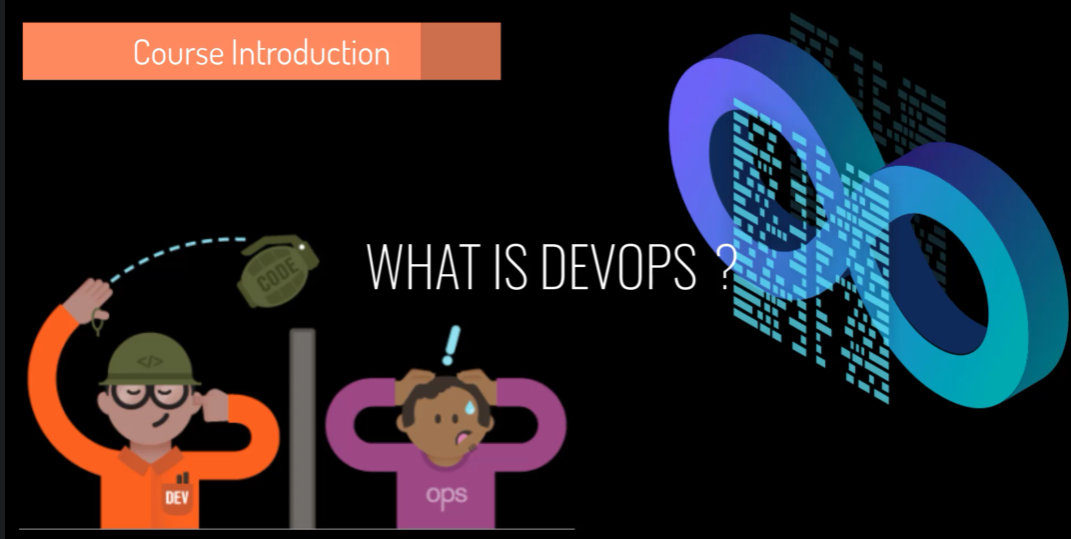 Course Introduction
WHAT IS DEVOPS ?
CODE
</>
DEV
ops